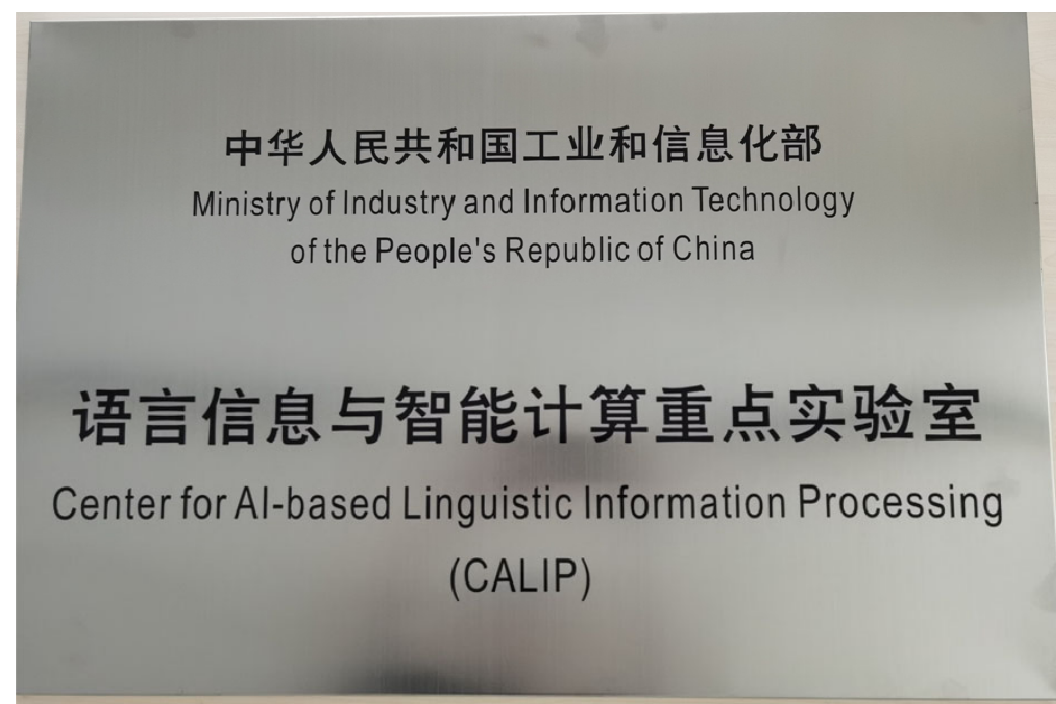 中华人民共和国工业和信息化部
Ministry of Industry and Information Technology
of the People's Republic of China
语言信息与智能计算重点实验室
Center for AI-based Linguistic Information Processing
(CALIP)